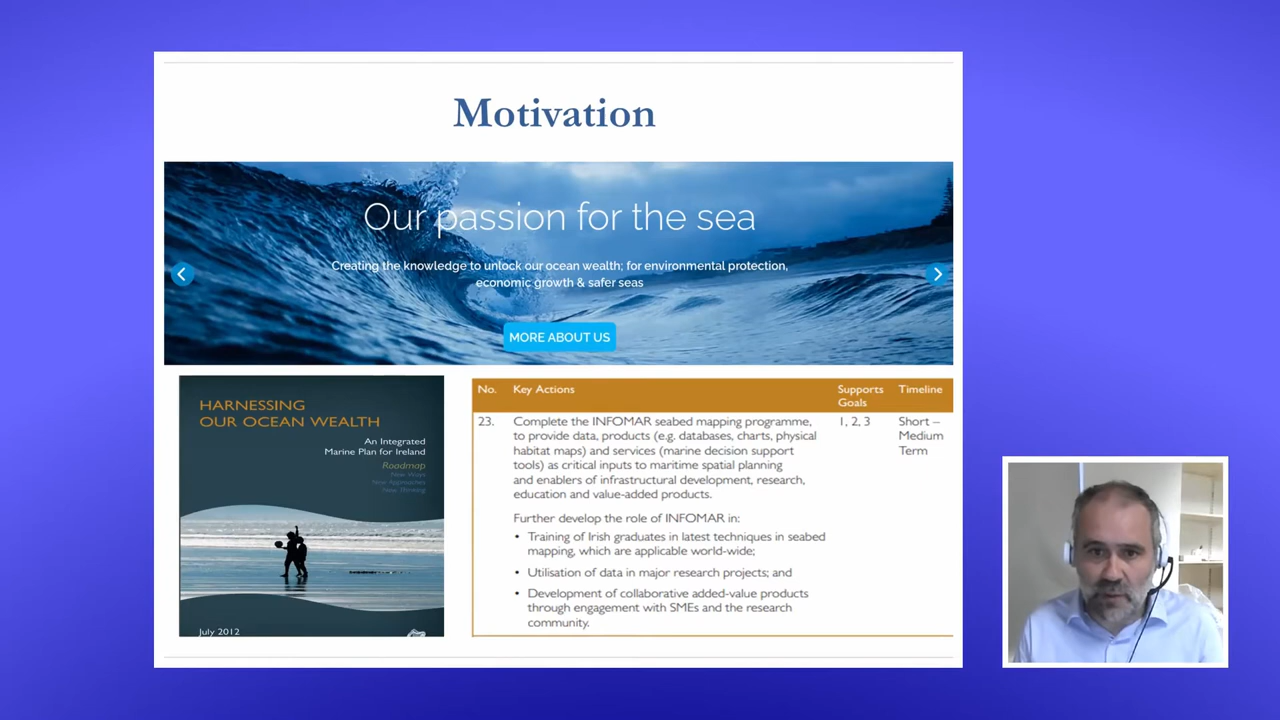 Motivation
Our passion for the sea
Creating the knowledge to unlock our ocean wealth; for environmental protection,
economic growth & safer seas
MORE ABOUT US
HARNESSING
OUR OCEAN WEALTH
An Integrated
Marine Plan for Ireland
Roadmap
New Ways
New Approaches
New Thinking
July 2012
No. Key Actions Supports Goals Timeline
23. Complete the INFOMAR seabed mapping programme, 1, 2, 3 Short –
to provide data, products (e.g. databases, charts, physical Medium
habitat maps) and services (marine decision support Term
tools) as critical inputs to maritime spatial planning
and enablers of infrastructural development, research,
education and value-added products.
Further develop the role of INFOMAR in:
• Training of Irish graduates in latest techniques in seabed
mapping, which are applicable world-wide;
• Utilisation of data in major research projects; and
• Development of collaborative added-value products
through engagement with SMEs and the research
community.